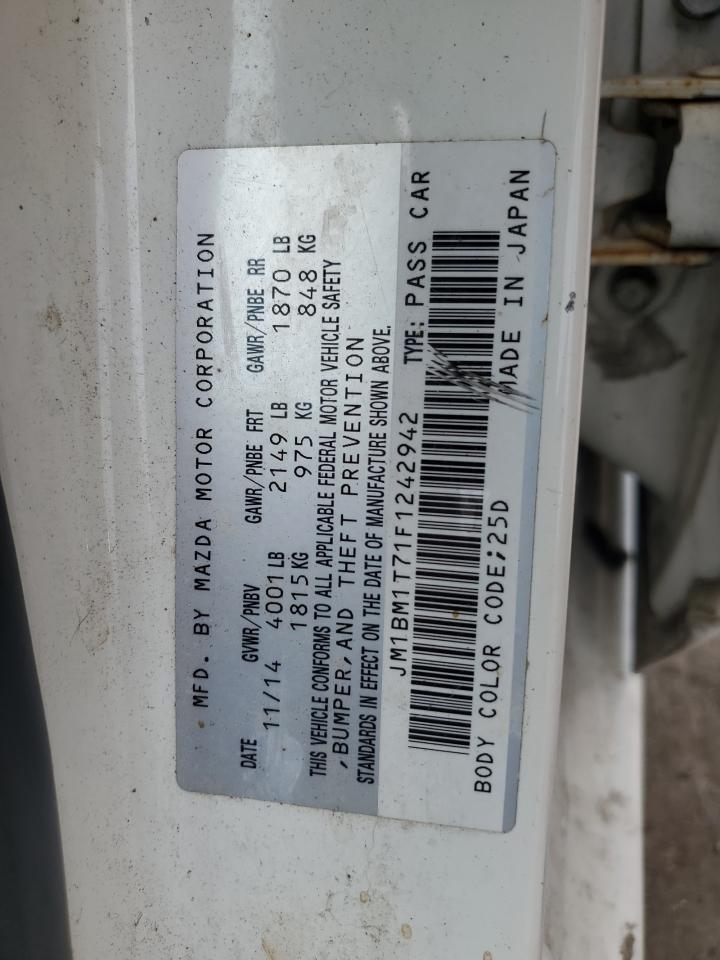 MFD. BY MAZDA MOTOR CORPORATION
DATE GVWR/PNBV GAWR/PNBE FRT GAWR/PNBE RR
11/14 4001LB 2149 LB 1870 LB
1815KG 975 KG 848 KG
THIS VEHICLE CONFORMS TO ALL APPLICABLE FEDERAL MOTOR VEHICLE SAFETY
,BUMPER,AND THEFT PREVENTION
STANDARDS IN EFFECT ON THE DATE OF MANUFACTURE SHOWN ABOVE.
JM1BM1T71F1242942 TYPE: PASS CAR
BODY COLOR CODE;25D MADE IN JAPAN